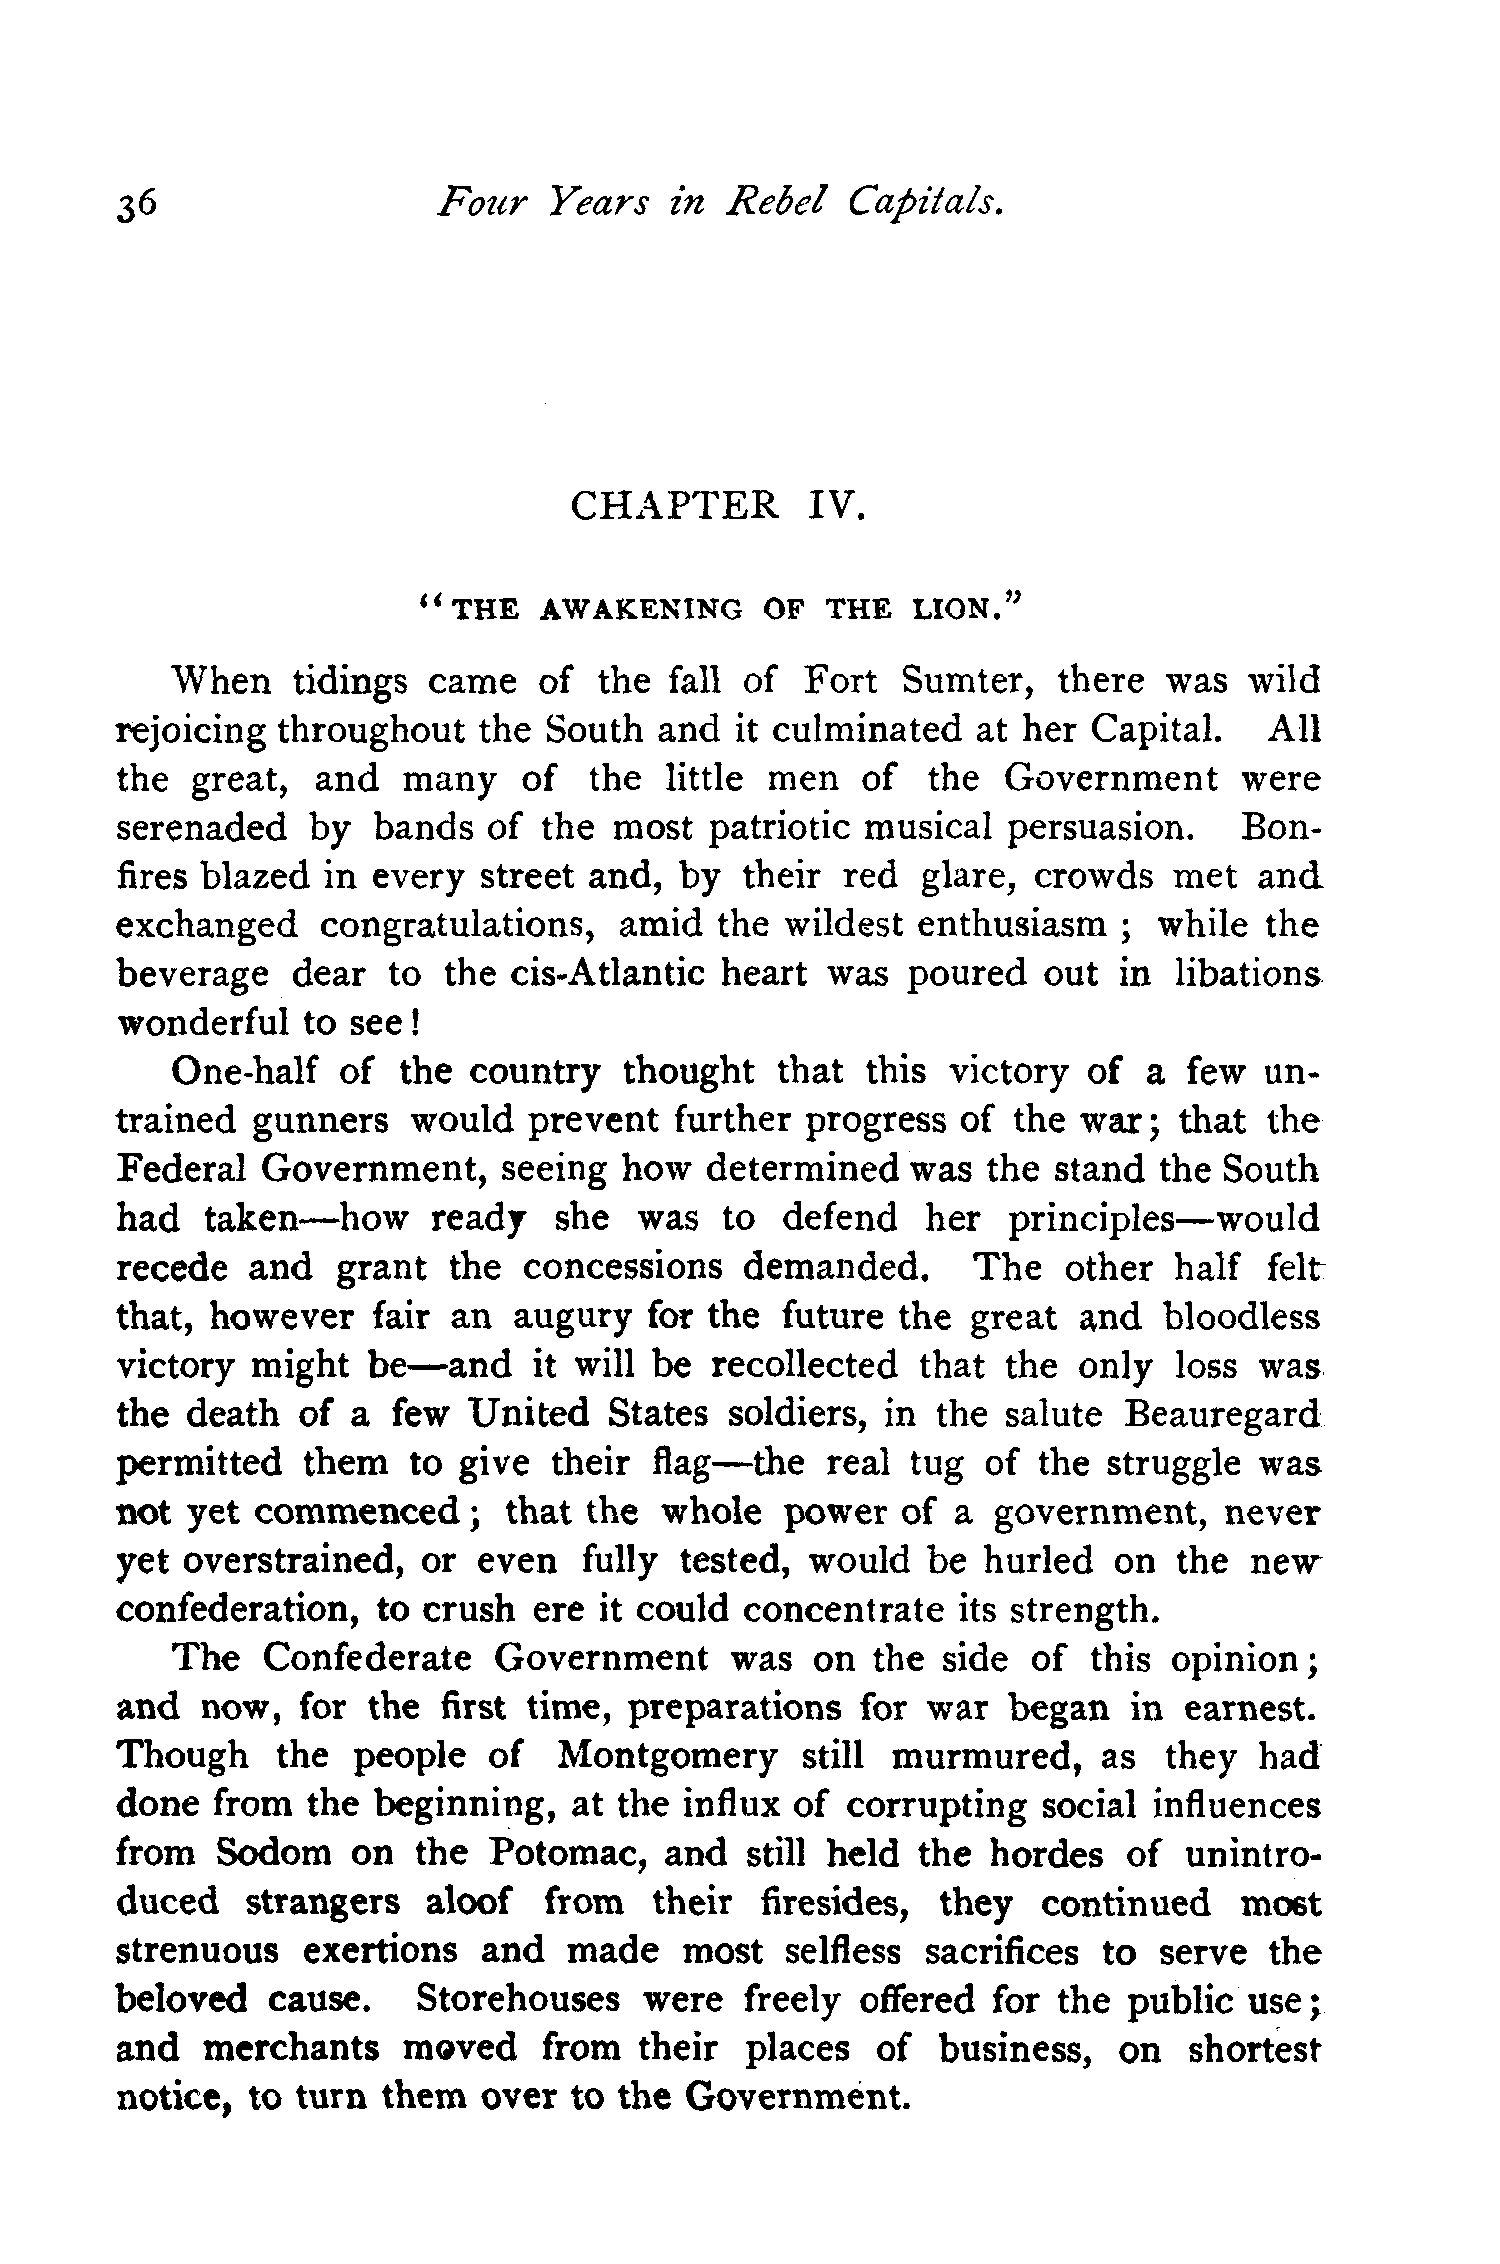 36 Four Years in Rebel Capitals.
CHAPTER IV.
"THE AWAKENING OF THE LION."
When tidings came of the fall of Fort Sumter, there was wild
rejoicing throughout the South and it culminated at her Capital. All
the great, and many of the little men of the Government were
serenaded by bands of the most patriotic musical persuasion. Bon-
fires blazed in every street and, by their red glare, crowds met and
exchanged congratulations, amid the wildest enthusiasm ; while the
beverage dear to the cis-Atlantic heart was poured out in libations
wonderful to see !
One-half of the country thought that this victory of a few un-
trained gunners would prevent further progress of the war; that the
Federal Government, seeing how determined was the stand the South
had taken—how ready she was to defend her principles—would
recede and grant the concessions demanded. The other half felt
that, however fair an augury for the future the great and bloodless
victory might be—and it will be recollected that the only loss was
the death of a few United States soldiers, in the salute Beauregard
permitted them to give their flag—the real tug of the struggle was
not yet commenced ; that the whole power of a government, never
yet overstrained, or even fully tested, would be hurled on the new
confederation, to crush ere it could concentrate its strength.
The Confederate Government was on the side of this opinion ;
and now, for the first time, preparations for war began in earnest.
Though the people of Montgomery still murmured, as they had
done from the beginning, at the influx of corrupting social influences
from Sodom on the Potomac, and still held the hordes of unintro-
duced strangers aloof from their firesides, they continued most
strenuous exertions and made most selfless sacrifices to serve the
beloved cause. Storehouses were freely offered for the public use ;
and merchants moved from their places of business, on shortest
notice, to turn them over to the Government.